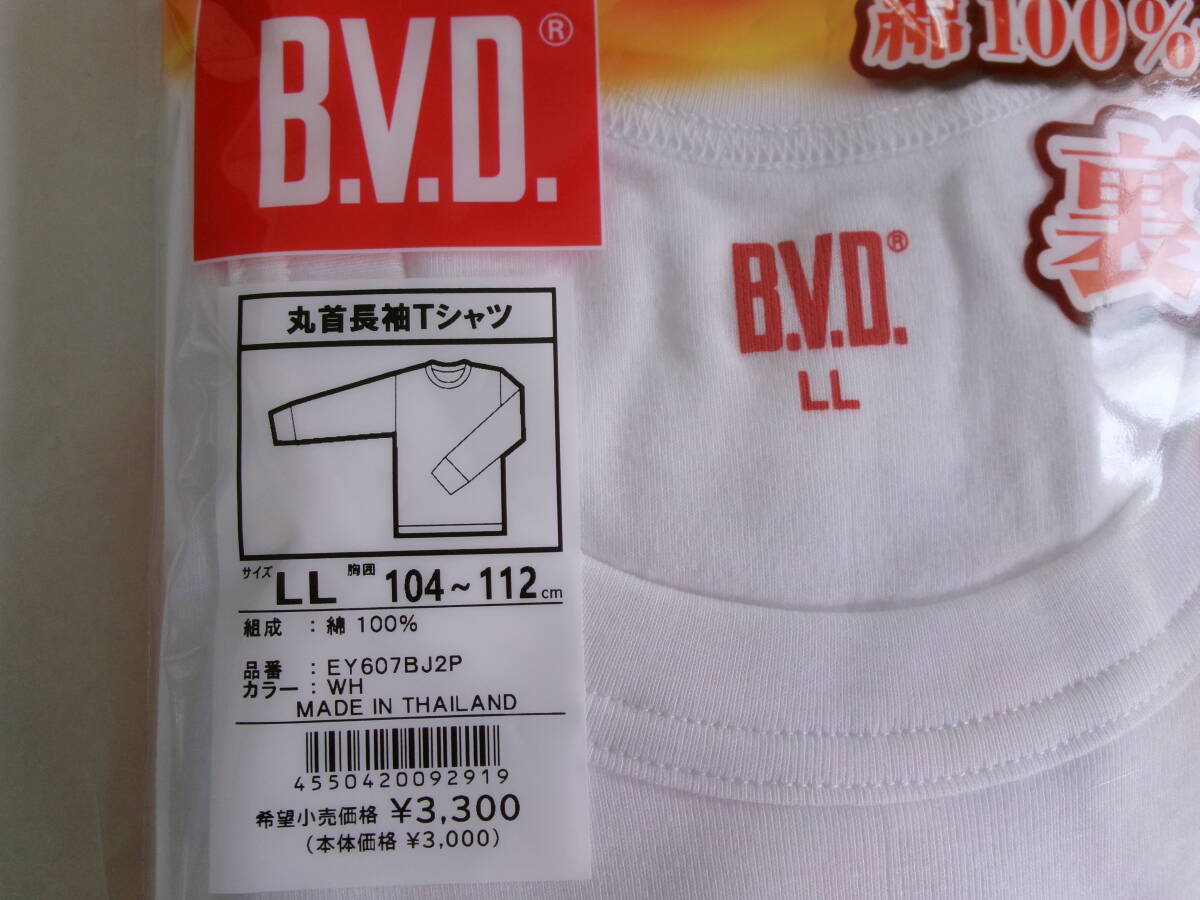 B.V.D.®
綿100%
裏
B.V.D.®
LL
丸首長袖Tシャツ
サイズ LL 胸囲 104~112cm
組成 : 綿 100%
品番 : EY607BJ2P
カラー : WH
MADE IN THAILAND
4550420092919
希望小売価格 ¥3,300
(本体価格 ¥3,000)